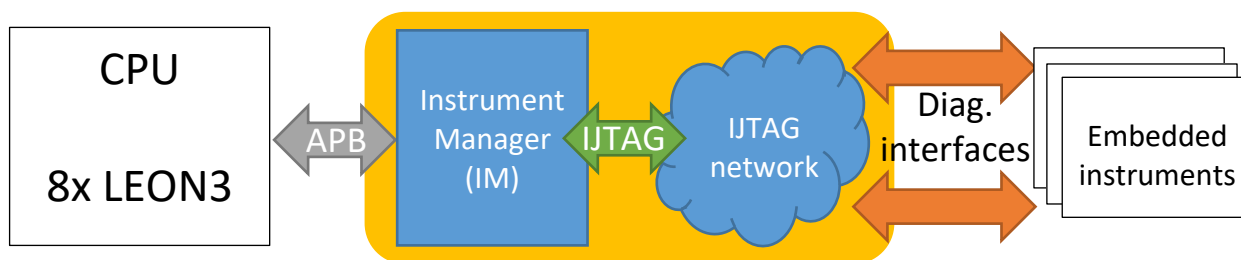 CPU
8x LEON3
APB
Instrument
Manager
(IM)
IJTAG
IJTAG
network
Diag.
interfaces
Embedded
instruments